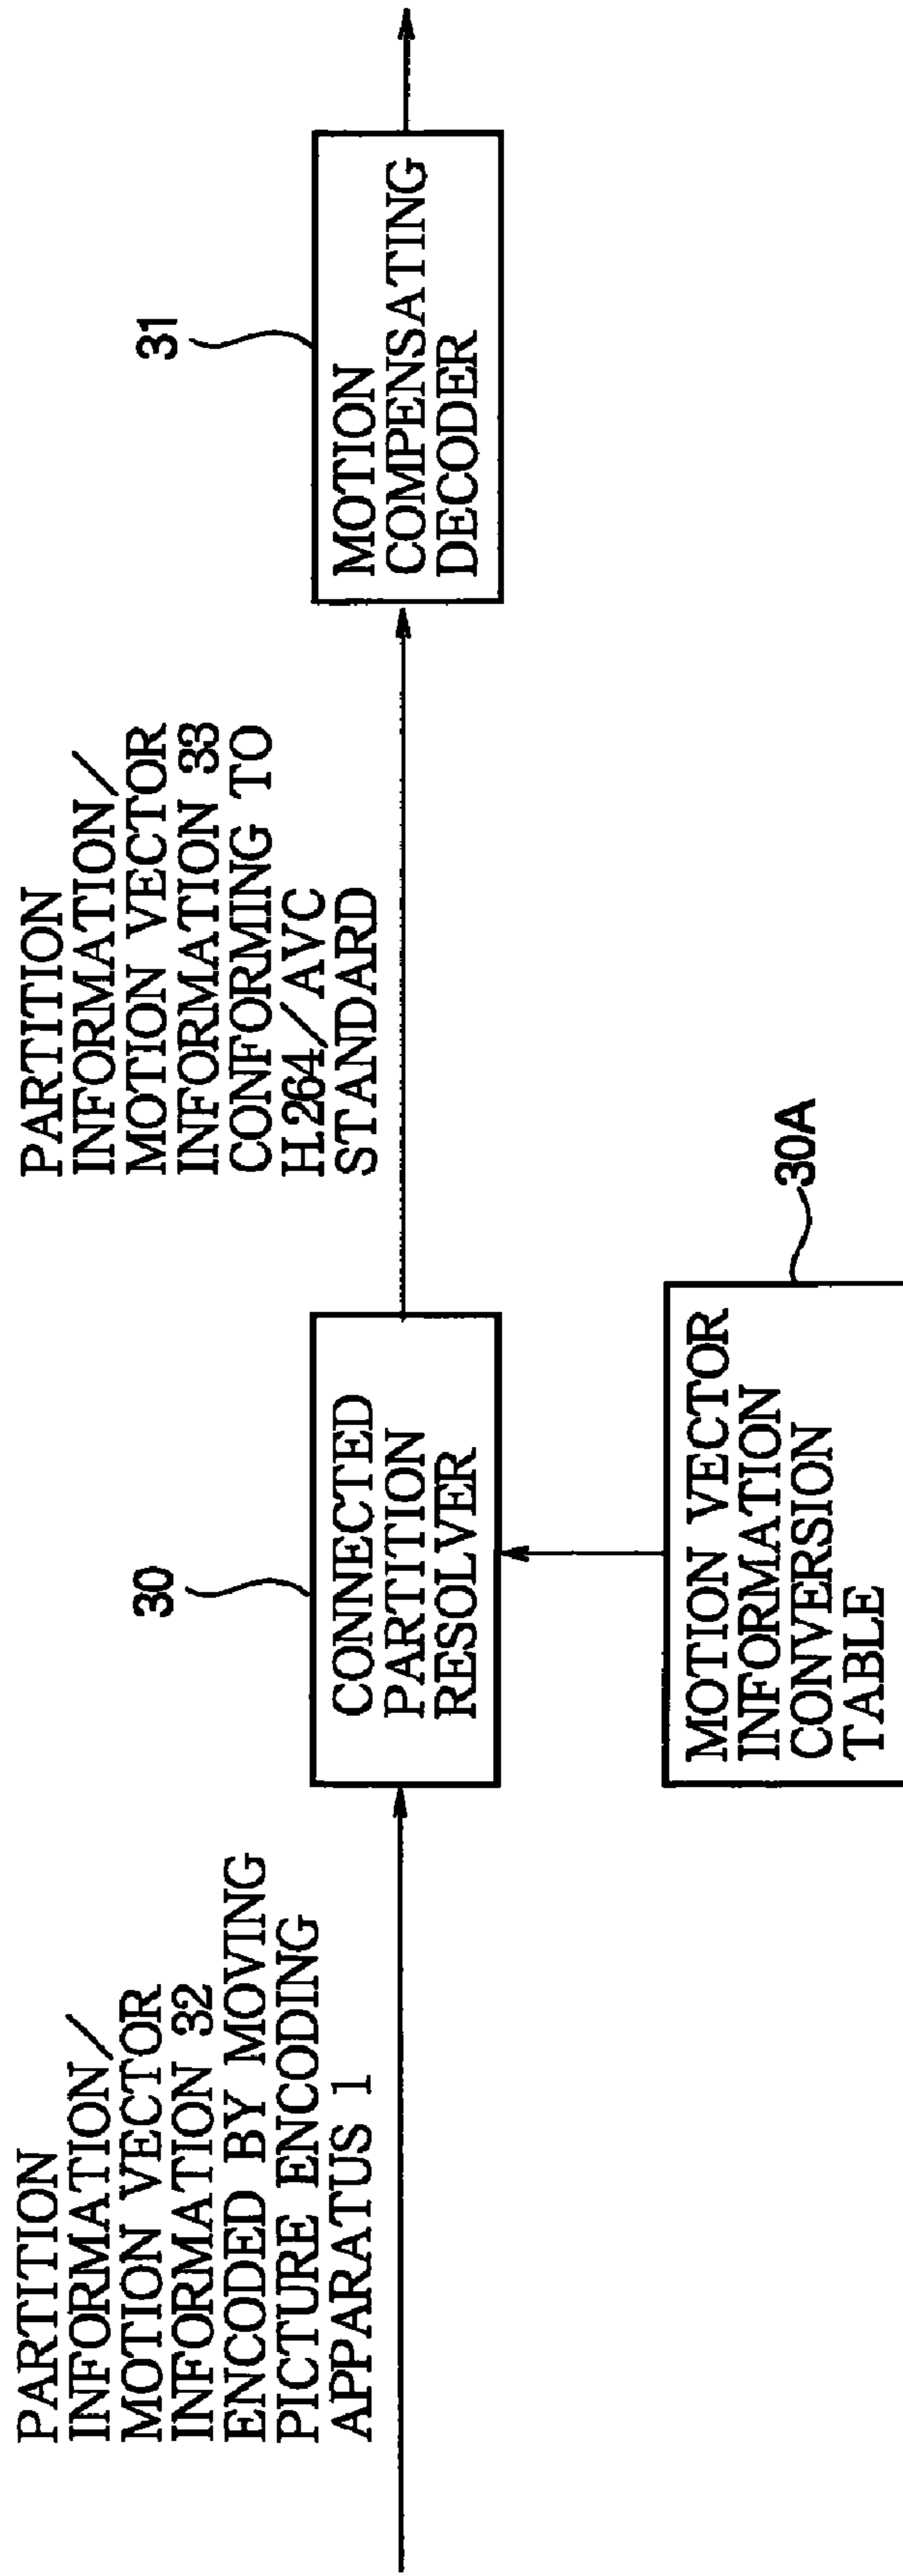 PARTITION
INFORMATION/
MOTION VECTOR
INFORMATION 32
ENCODED BY MOVING
PICTURE ENCODING
APPARATUS 1
30
CONNECTED
PARTITION
RESOLVER
MOTION VECTOR
INFORMATION
CONVERSION
TABLE
30A
PARTITION
INFORMATION/
MOTION VECTOR
INFORMATION 33
CONFORMING TO
H.264/AVC
STANDARD
31
MOTION
COMPENSATING
DECODER